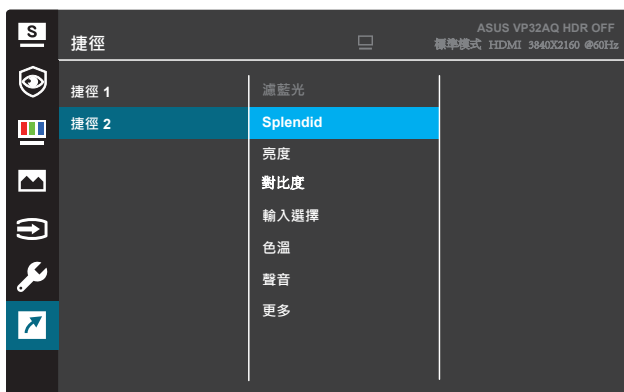 S
捷徑
ASUS VP32AQ HDR OFF
標準模式 HDMI 3840X2160 @60Hz
捷徑 1
捷徑 2
濾藍光
Splendid
亮度
對比度
輸入選擇
色溫
聲音
更多